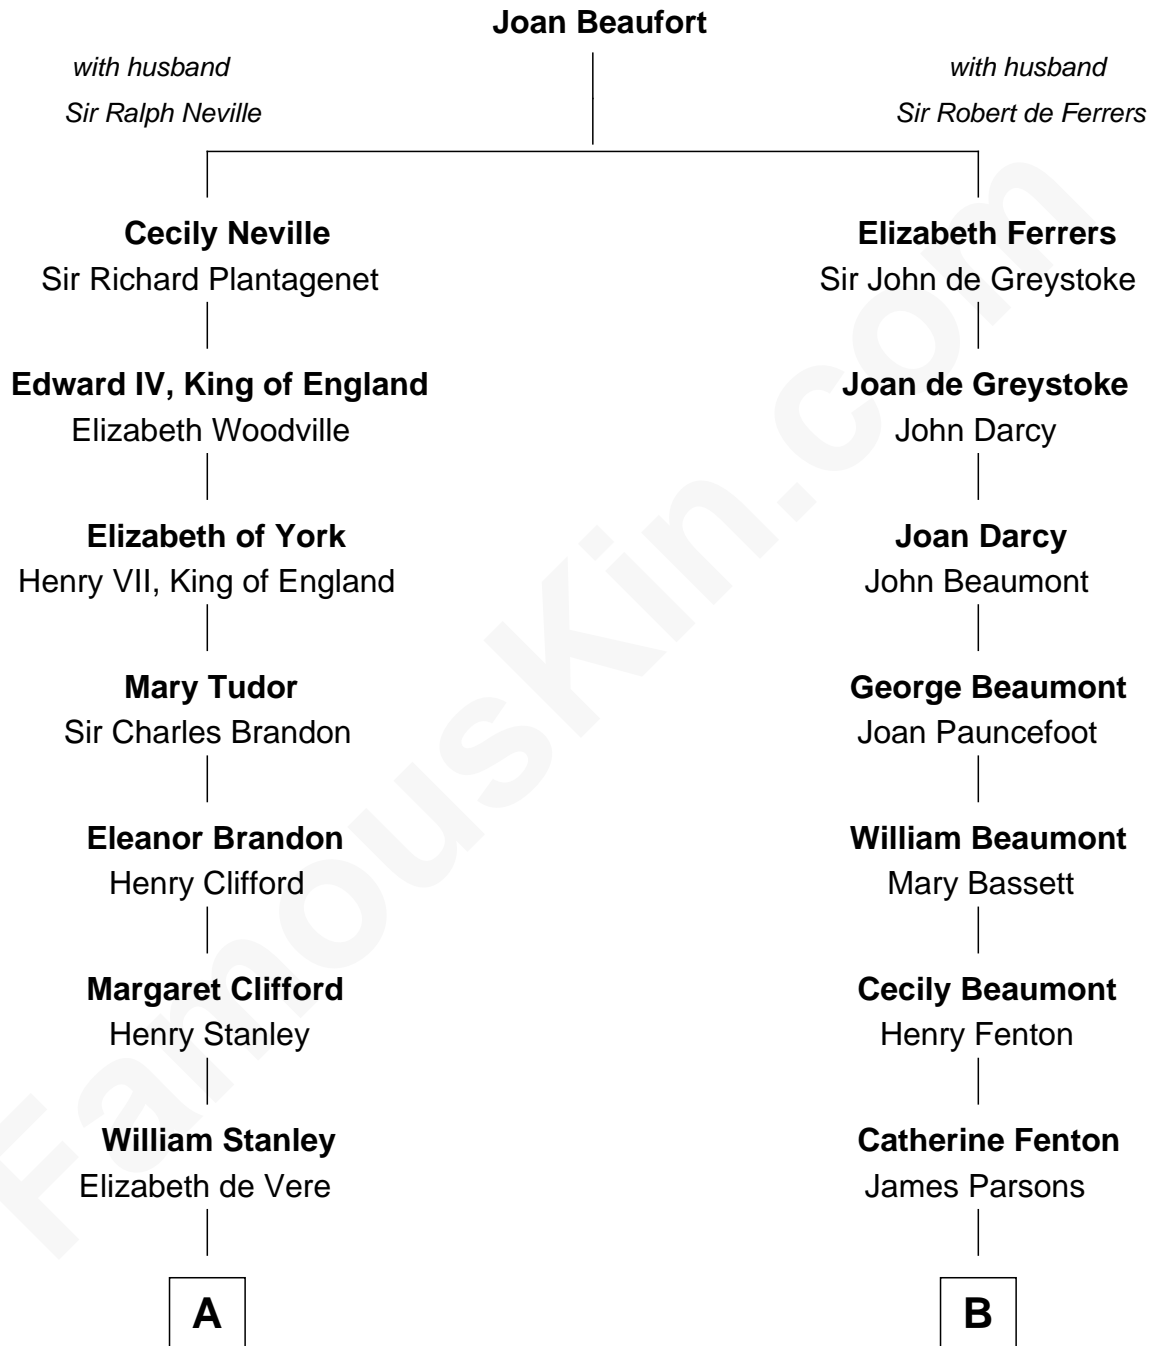 Joan Beaufort
with husband
Sir Ralph Neville
with husband
Sir Robert de Ferrers
Cecily Neville
Sir Richard Plantagenet
Elizabeth Ferrers
Sir John de Greystoke
Edward IV, King of England
Elizabeth Woodville
Joan de Greystoke
John Darcy
Elizabeth of York
Henry VII, King of England
Joan Darcy
John Beaumont
Mary Tudor
Sir Charles Brandon
George Beaumont
Joan Pauncefoot
Eleanor Brandon
Henry Clifford
William Beaumont
Mary Bassett
Margaret Clifford
Henry Stanley
Cecily Beaumont
Henry Fenton
William Stanley
Elizabeth de Vere
Catherine Fenton
James Parsons
A
B
FamousKin.com